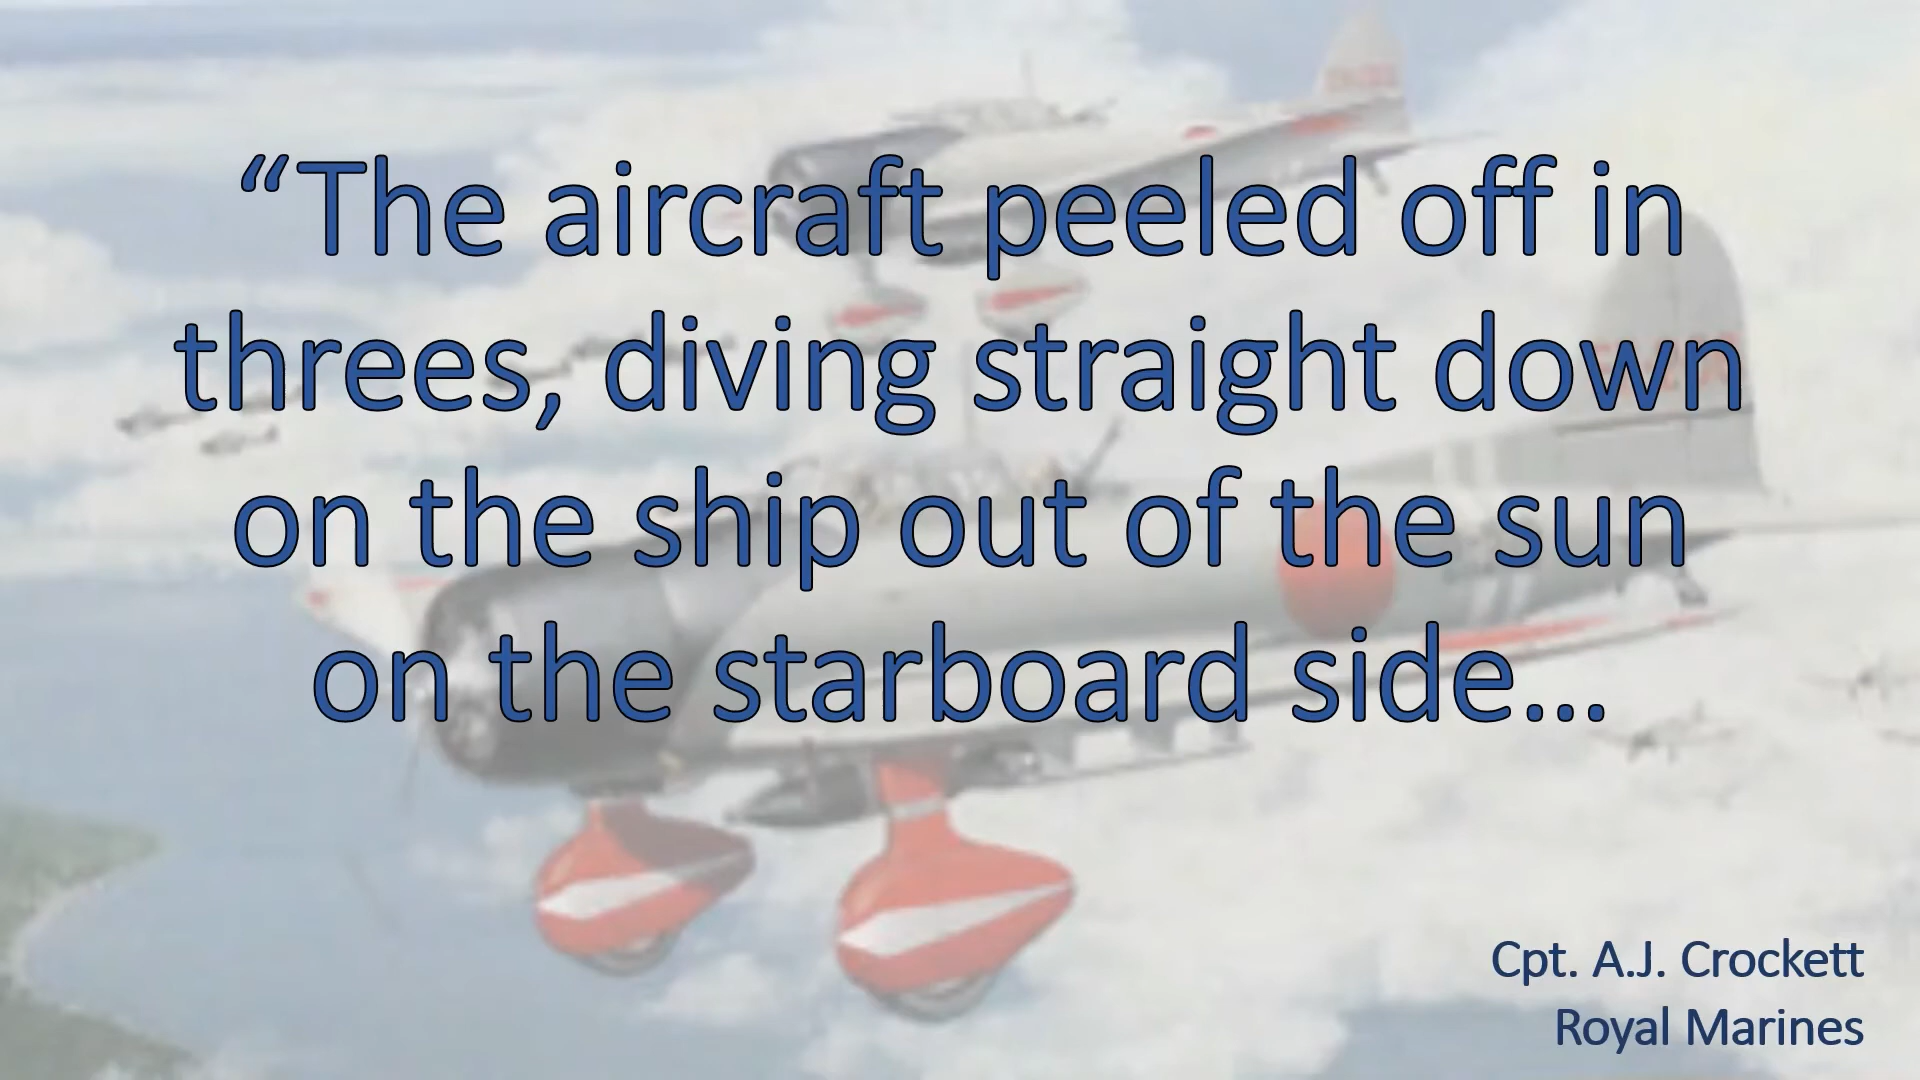 “The aircraft peeled off in
threes, diving straight down
on the ship out of the sun
on the starboard side...
Cpt. A.J. Crockett
Royal Marines